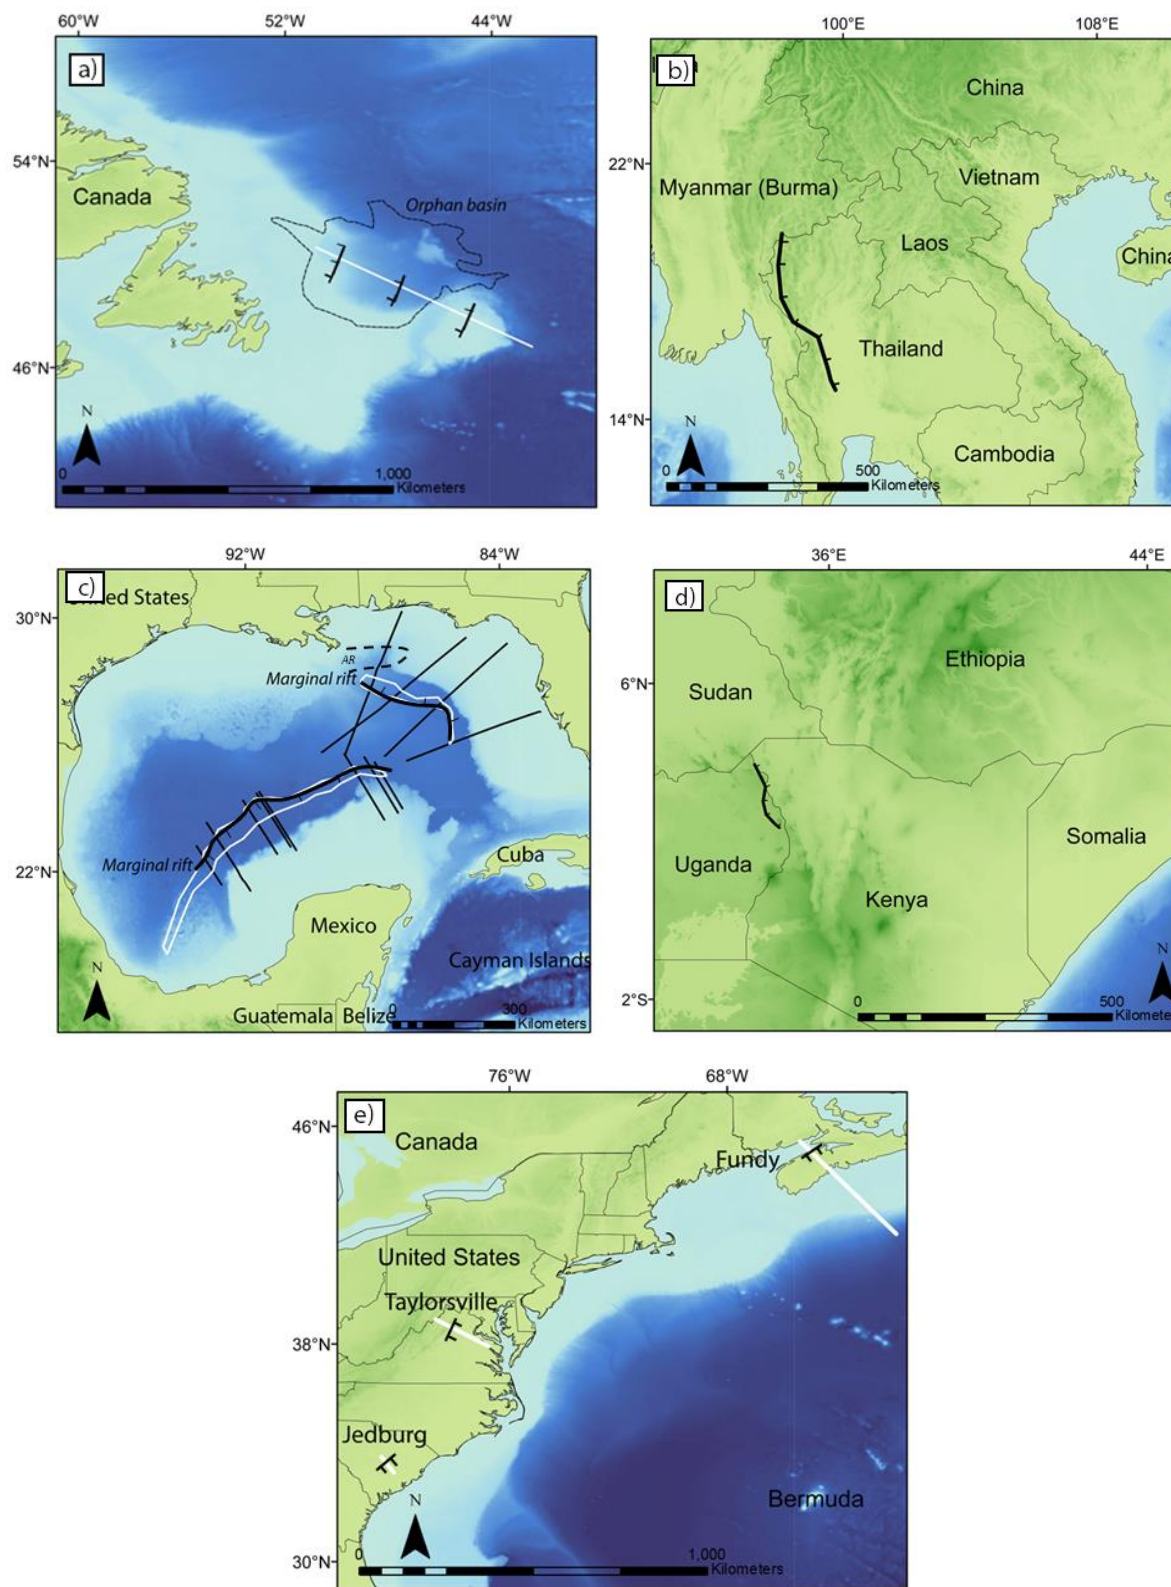 60°W 52°W 44°W
a)
54°N
Canada
Orphan basin
46°N
N
0 1,000
Kilometers
100°E 108°E
b)
China
22°N
Vietnam
Myanmar (Burma)
Laos
China
Thailand
14°N
N
Cambodia
0 500
Kilometers
92°W 84°W
c)
United States
30°N
AR
Marginal rift
Marginal rift
Cuba
22°N
Mexico
N
Cayman Islands
0 300
Guatemala Belize
Kilometers
36°E 44°E
d)
Ethiopia
6°N
Sudan
Somalia
Uganda
Kenya
N
2°S
0 500
Kilomete
76°W 68°W
e)
46°N
Canada
Fundy
United States
Taylorsville
38°N
Jedburg
N
Bermuda
30°N
0 1,000
Kilometers